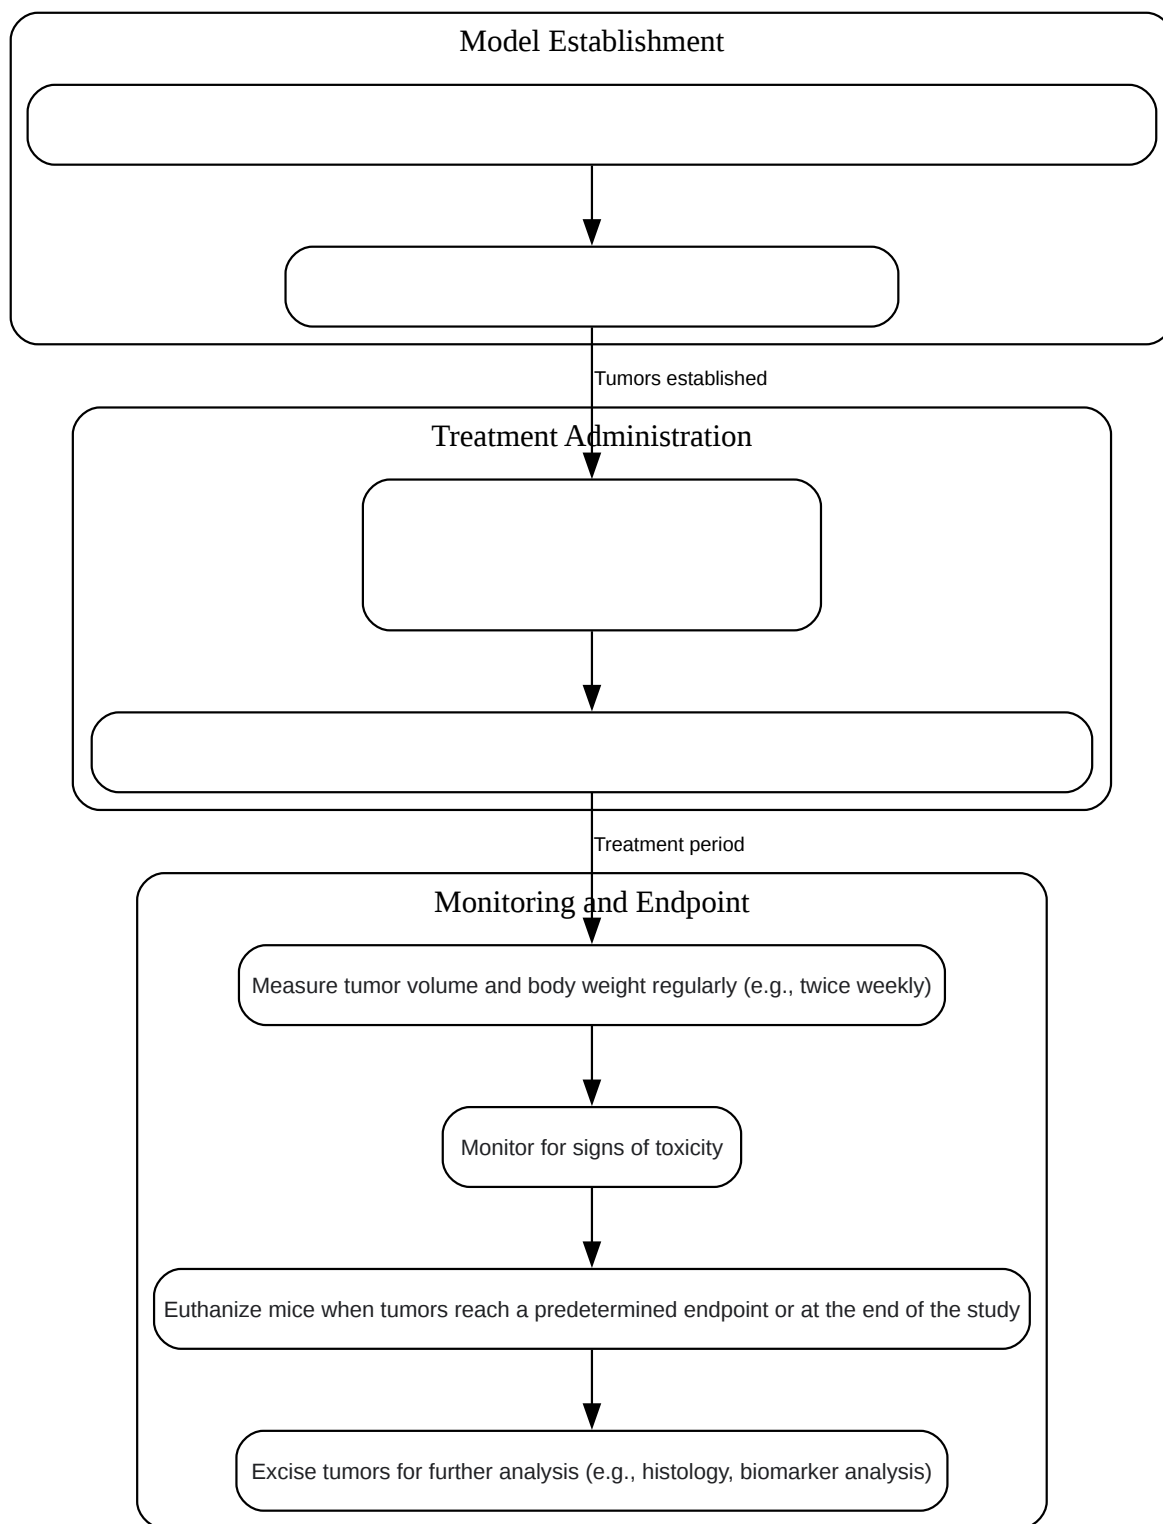 Model Establishment
Tumors established
Treatment Administration
Treatment period
Monitoring and Endpoint
Measure tumor volume and body weight regularly (e.g., twice weekly)
Monitor for signs of toxicity
Euthanize mice when tumors reach a predetermined endpoint or at the end of the study
Excise tumors for further analysis (e.g., histology, biomarker analysis)